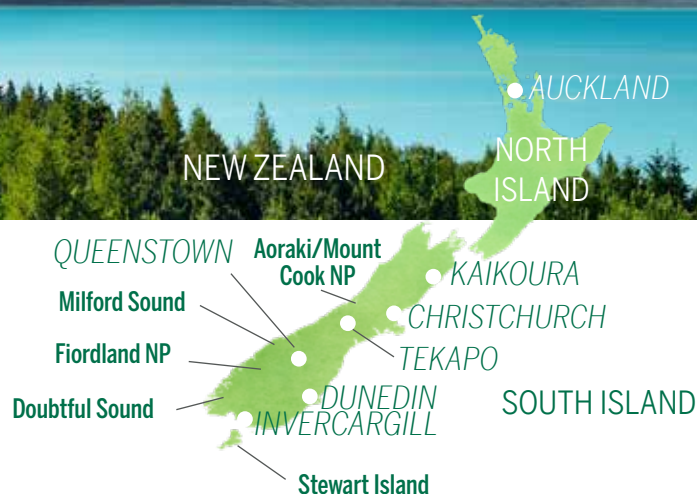 AUCKLAND
NEW ZEALAND
NORTH
ISLAND
QUEENSTOWN
Aoraki/Mount
Cook NP
KAIKOURA
Milford Sound
CHRISTCHURCH
Fiordland NP
TEKAPO
Doubtful Sound
DUNEDIN
SOUTH ISLAND
INVERCARGILL
Stewart Island